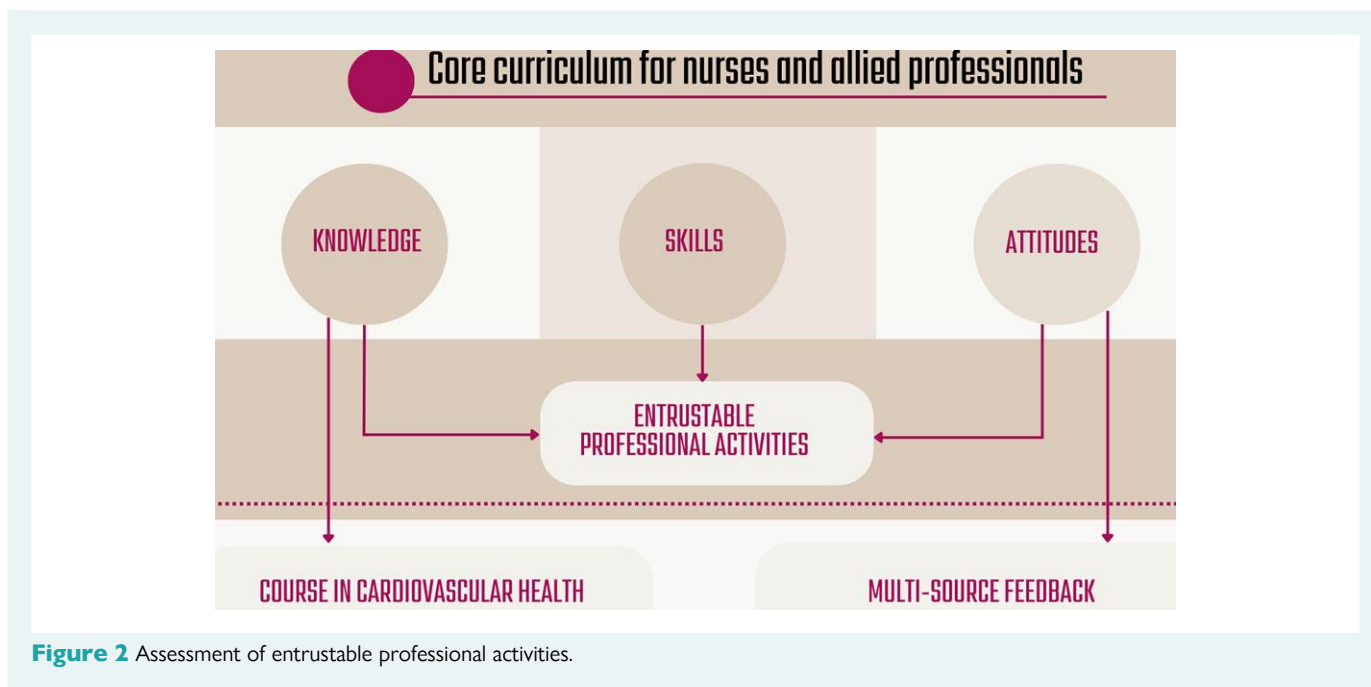 Core curriculum for nurses and allied professionals
KNOWLEDGE
SKILLS
ATTITUDES
ENTRUSTABLE
PROFESSIONAL ACTIVITIES
COURSE IN CARDIOVASCULAR HEALTH
MULTI-SOURCE FEEDBACK
Figure 2 Assessment of entrustable professional activities.